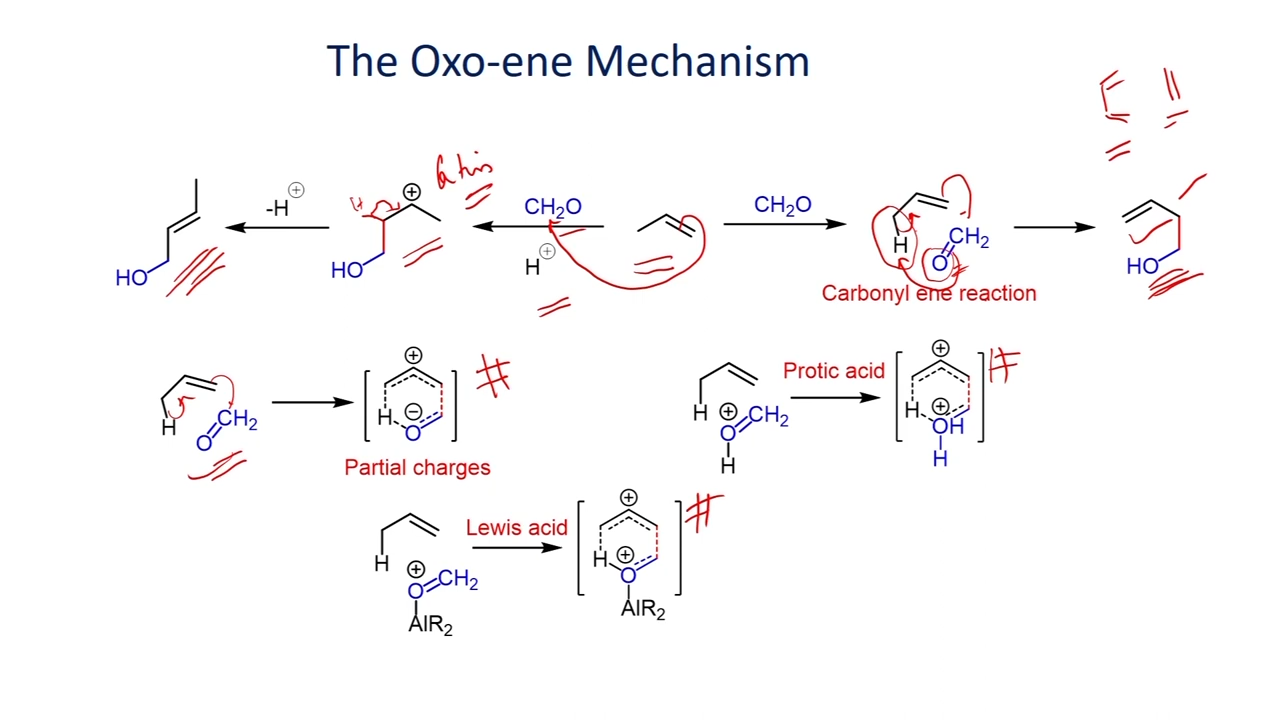 The Oxo-ene Mechanism
-H⊕
HO
H
⊕
HO
CH₂O
H⊕
CH₂O
H
O
CH₂
Carbonyl ene reaction
HO
H
O
CH₂
⊕
H
⊖
O
Partial charges
H
⊕
O
CH₂
H
Protic acid
⊕
H
⊕
OH
H
H
⊕
O
CH₂
AlR₂
Lewis acid
⊕
H
⊕
O
AlR₂